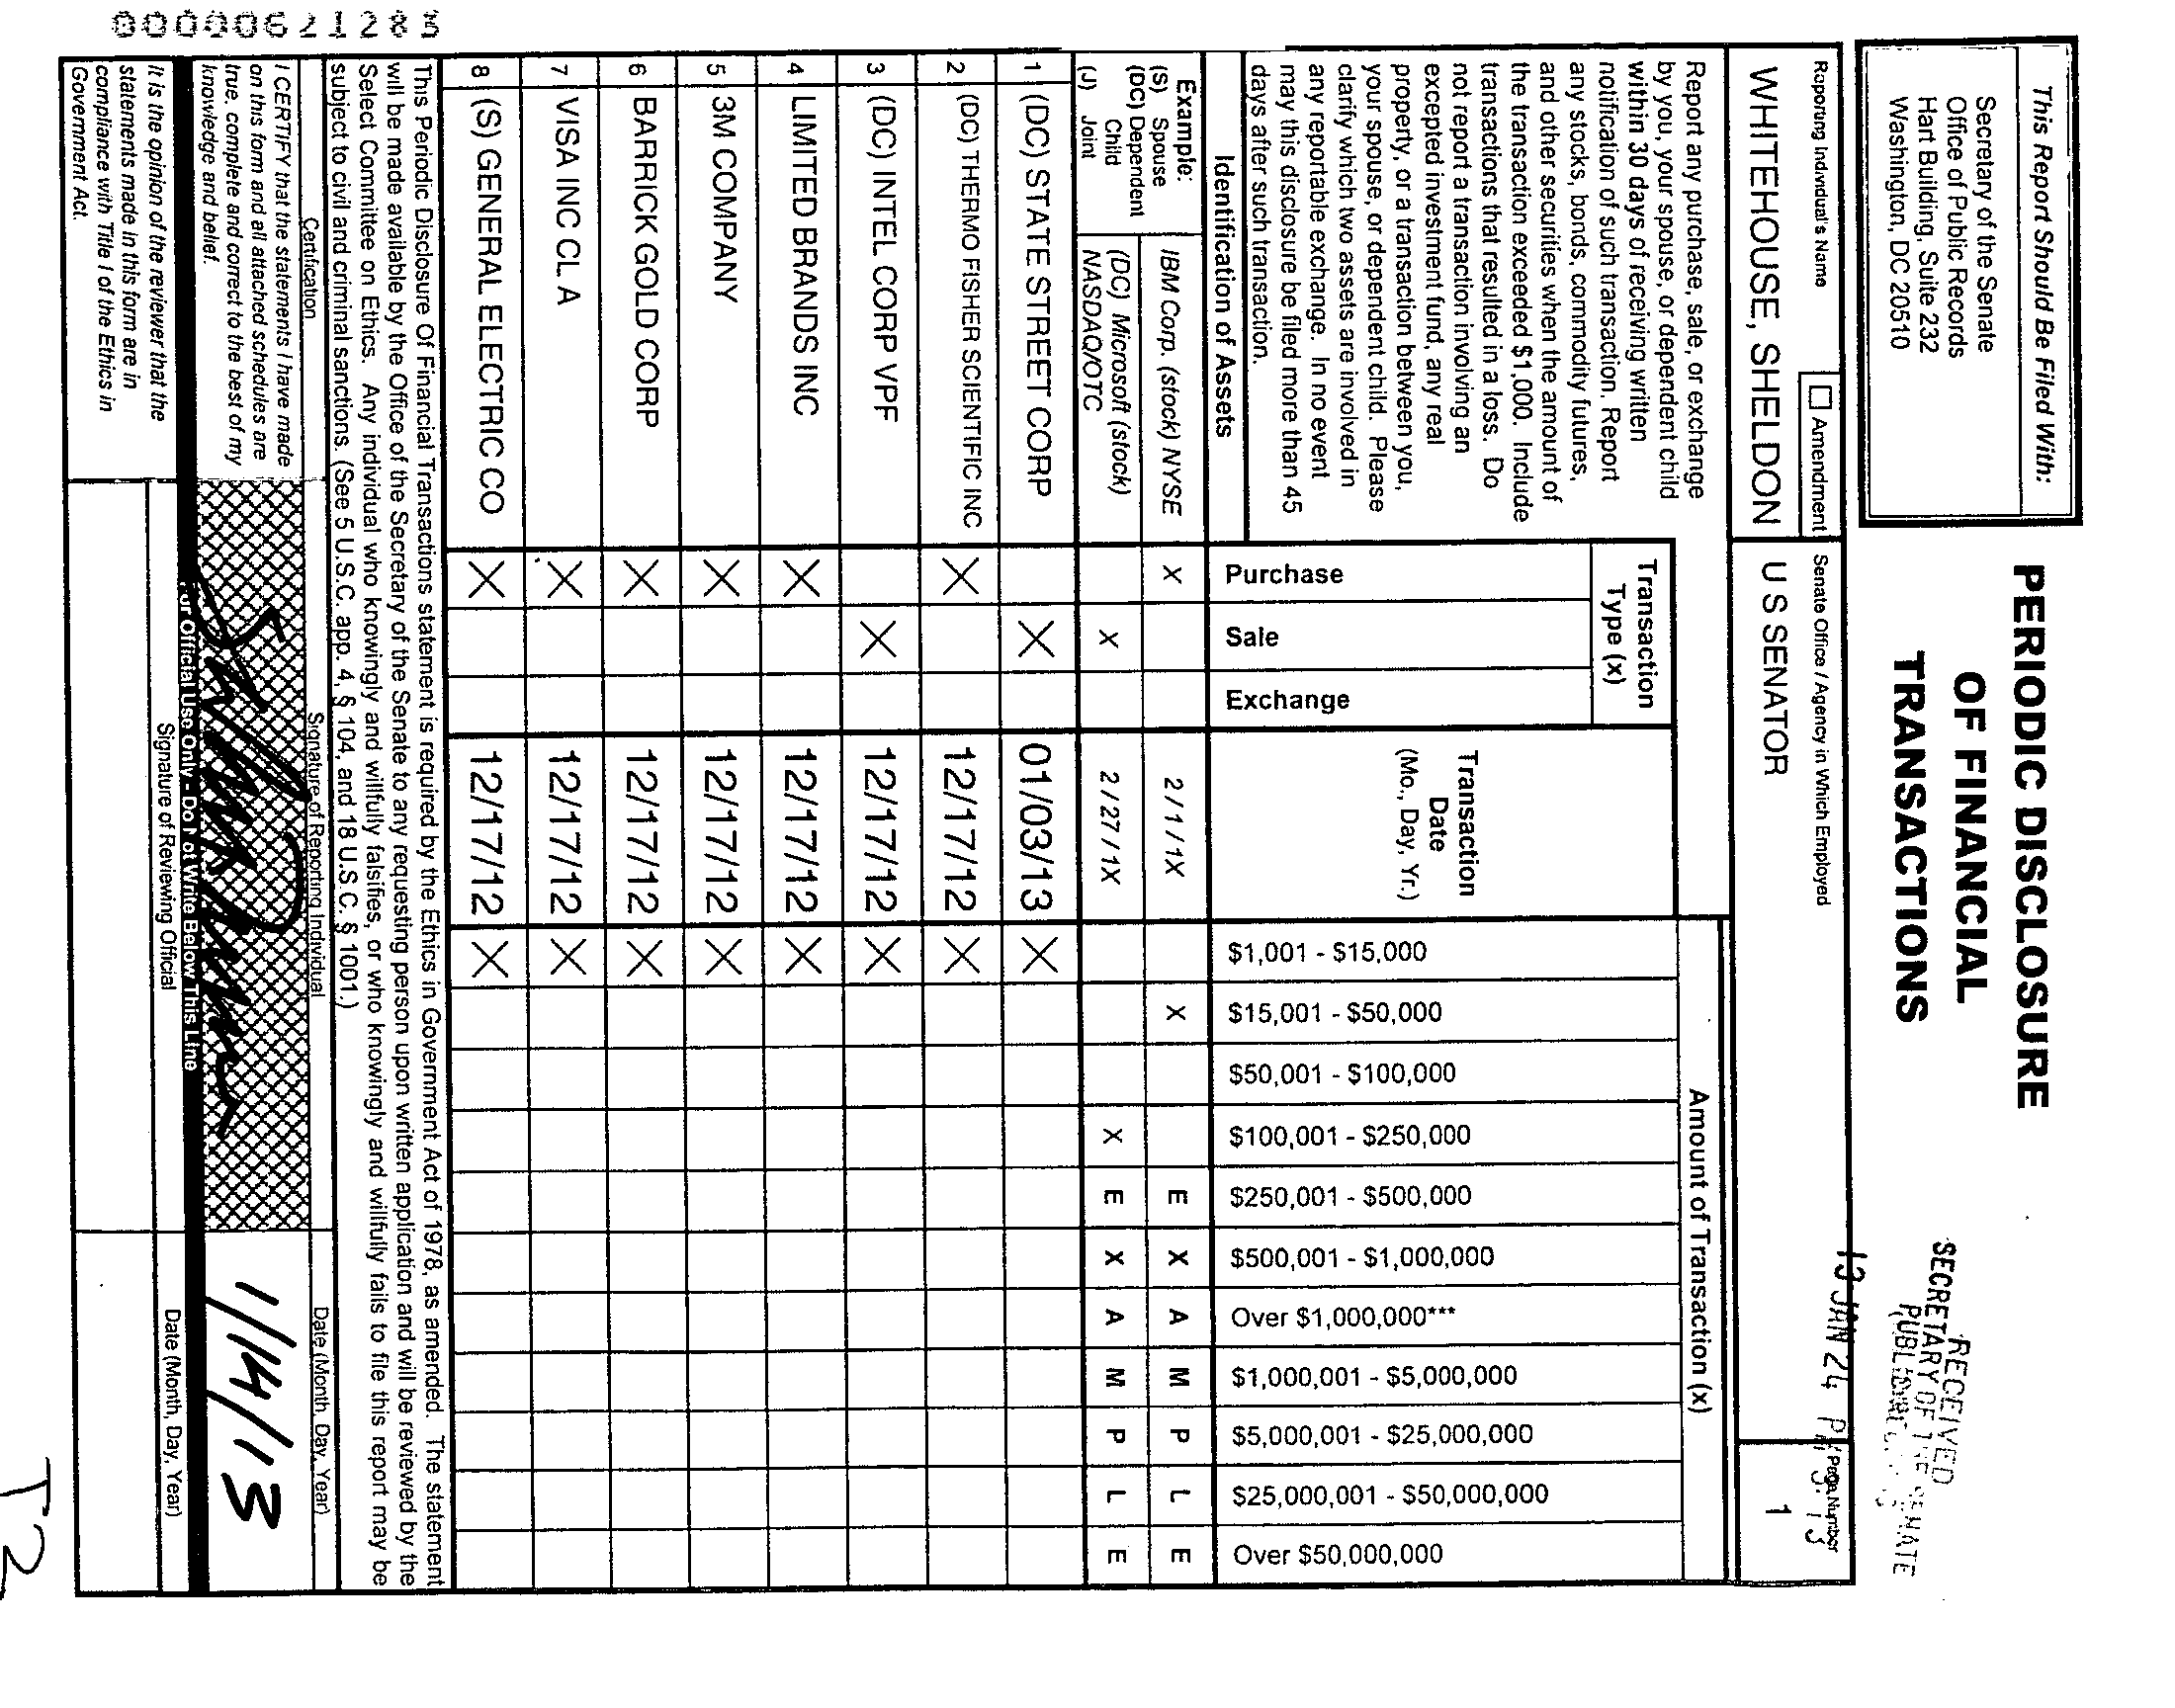 This Report Should Be Filed With:
Secretary of the Senate
Office of Public Records
Hart Building, Suite 232
Washington, DC 20510
PERIODIC DISCLOSURE
OF FINANCIAL
TRANSACTIONS
RECEIVED
SECRETARY OF THE SENATE
13 JAN 24 PM
Reporting Individual's Name
Amendment
WHITEHOUSE, SHELDON
Senate Office / Agency in Which Employed
U S SENATOR
Page Number
1
Report any purchase, sale, or exchange
by you, your spouse, or dependent child
within 30 days of receiving written
notification of such transaction. Report
any stocks, bonds, commodity futures,
and other securities when the amount of
the transaction exceeded $1,000. Include
transactions that resulted in a loss. Do
not report a transaction involving an
excepted investment fund, any real
property, or a transaction between you,
your spouse, or dependent child. Please
clarify which two assets are involved in
any reportable exchange. In no event
may this disclosure be filed more than 45
days after such transaction.
Identification of Assets
Transaction
Type (x)
Purchase
Sale
Exchange
Transaction
Date
(Mo., Day, Yr.)
Amount of Transaction (x)
$1,001 - $15,000
$15,001 - $50,000
$50,001 - $100,000
$100,001 - $250,000
$250,001 - $500,000
$500,001 - $1,000,000
Over $1,000,000***
$1,000,001 - $5,000,000
$5,000,001 - $25,000,000
$25,000,001 - $50,000,000
Over $50,000,000
Example:
(S) Spouse
(DC) Dependent
Child
(J) Joint
IBM Corp. (stock) NYSE X 2 / 1 / 1X X E X A M P L E
(DC) Microsoft (stock)
NASDAQ/OTC X 2 / 27 / 1X X E X A M P L E
1 (DC) STATE STREET CORP X 01/03/13 X
2 (DC) THERMO FISHER SCIENTIFIC INC X 12/17/12 X
3 (DC) INTEL CORP VPF X 12/17/12 X
4 LIMITED BRANDS INC X 12/17/12 X
5 3M COMPANY X 12/17/12 X
6 BARRICK GOLD CORP X 12/17/12 X
7 VISA INC CL A X 12/17/12 X
8 (S) GENERAL ELECTRIC CO X 12/17/12 X
This Periodic Disclosure Of Financial Transactions statement is required by the Ethics in Government Act of 1978, as amended. The statement
will be made available by the Office of the Secretary of the Senate to any requesting person upon written application and will be reviewed by the
Select Committee on Ethics. Any individual who knowingly and willfully falsifies, or who knowingly and willfully fails to file this report may be
subject to civil and criminal sanctions. (See 5 U.S.C. app. 4, § 104, and 18 U.S.C. § 1001.)
Certification
Signature of Reporting Individual
Date (Month, Day, Year)
I CERTIFY that the statements I have made
on this form and all attached schedules are
true, complete and correct to the best of my
knowledge and belief.
1/14/13
For Official Use Only - Do Not Write Below This Line
It is the opinion of the reviewer that the
statements made in this form are in
compliance with Title I of the Ethics in
Government Act.
Signature of Reviewing Official
Date (Month, Day, Year)